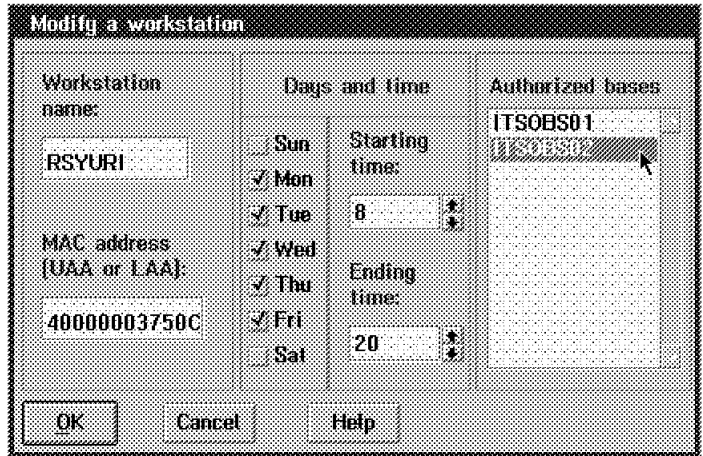 Modify a workstation
Workstation
name:
RSYURI
MAC address
(UAA or LAA):
40000003750C
Days and time
Sun
Mon
Tue
Wed
Thu
Fri
Sat
Starting
time:
8
Ending
time:
20
Authorized bases
ITSOBS01
ITSOBS02
OK
Cancel
Help